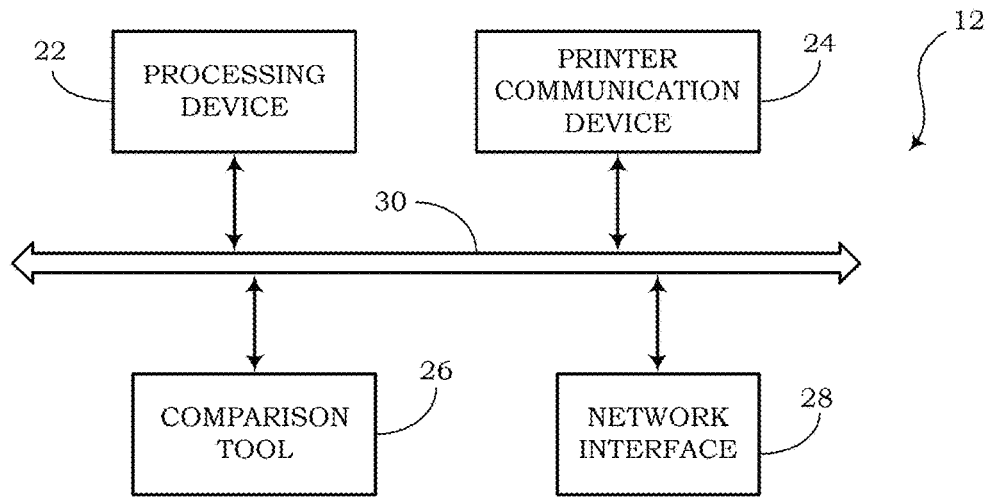 12
22
PROCESSING
DEVICE
PRINTER
COMMUNICATION
DEVICE
24
30
COMPARISON
TOOL
26
NETWORK
INTERFACE
28